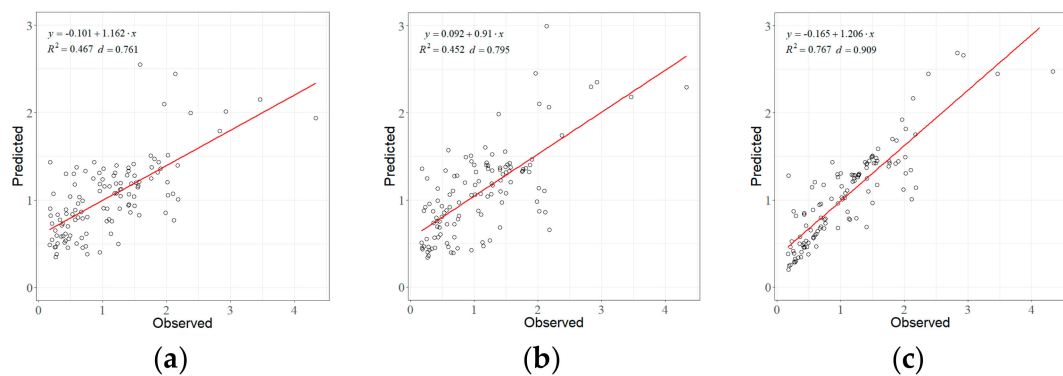 3
y = -0.101 + 1.162 · x
R² = 0.467 d = 0.761
2
Predicted
1
0
0 1 2 3 4
Observed
(a)
3
y = 0.092 + 0.91 · x
R² = 0.452 d = 0.795
2
Predicted
1
0
0 1 2 3 4
Observed
(b)
3
y = -0.165 + 1.206 · x
R² = 0.767 d = 0.909
2
Predicted
1
0
0 1 2 3 4
Observed
(c)